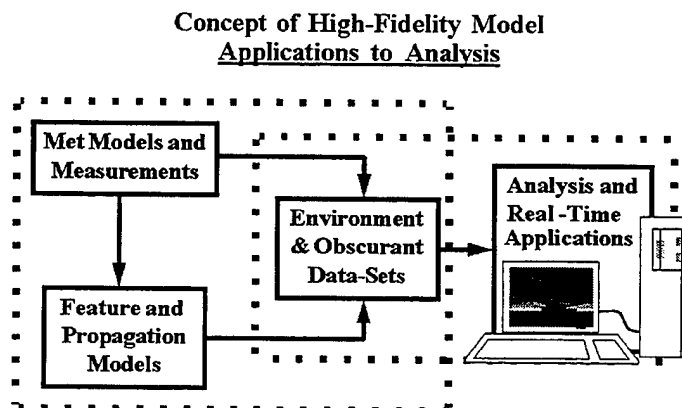 Concept of High-Fidelity Model
Applications to Analysis
Met Models and
Measurements
Environment
& Obscurant
Data-Sets
Analysis and
Real -Time
Applications
Feature and
Propagation
Models